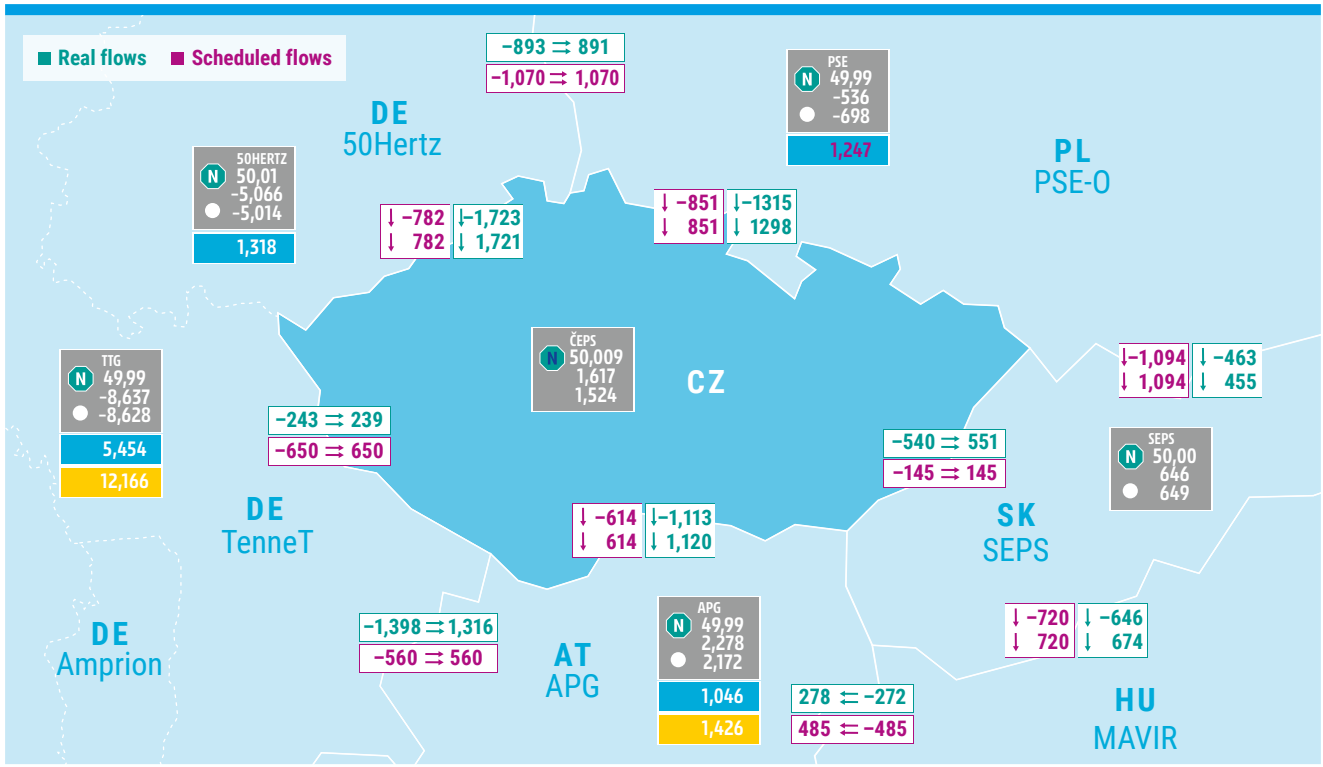 Real flows
Scheduled flows
−893 ⇉ 891
−1,070 ⇉ 1,070
DE
50Hertz
N
PSE
49,99
-536
-698
1,247
PL
PSE-O
N
50HERTZ
50,01
-5,066
-5,014
1,318
↓ −782
↓ 782
↓−1,723
↓ 1,721
↓ −851
↓ 851
↓−1315
↓ 1298
N
ČEPS
50,009
1,617
1,524
CZ
N
TTG
49,99
-8,637
-8,628
5,454
12,166
↓−1,094
↓ 1,094
↓ −463
↓ 455
−243 ⇉ 239
−650 ⇉ 650
−540 ⇉ 551
−145 ⇉ 145
N
SEPS
50,00
646
649
DE
TenneT
↓ −614
↓ 614
↓−1,113
↓ 1,120
SK
SEPS
DE
Amprion
−1,398 ⇉ 1,316
−560 ⇉ 560
AT
APG
N
APG
49,99
2,278
2,172
1,046
1,426
↓ −720
↓ 720
↓ −646
↓ 674
278 ⇇ −272
485 ⇇ −485
HU
MAVIR